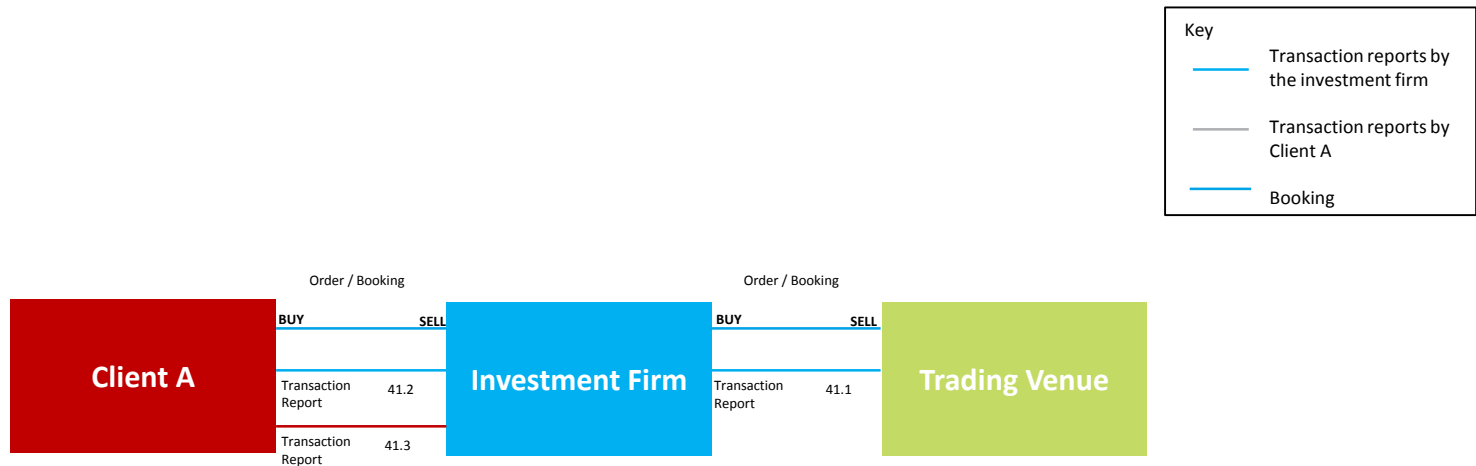 Key
Transaction reports by
the investment firm
Transaction reports by
Client A
Booking
Order / Booking
Order / Booking
BUY
SELL
BUY
SELL
Client A
Investment Firm
Trading Venue
Transaction
Report
41.2
Transaction
Report
41.1
Transaction
Report
41.3